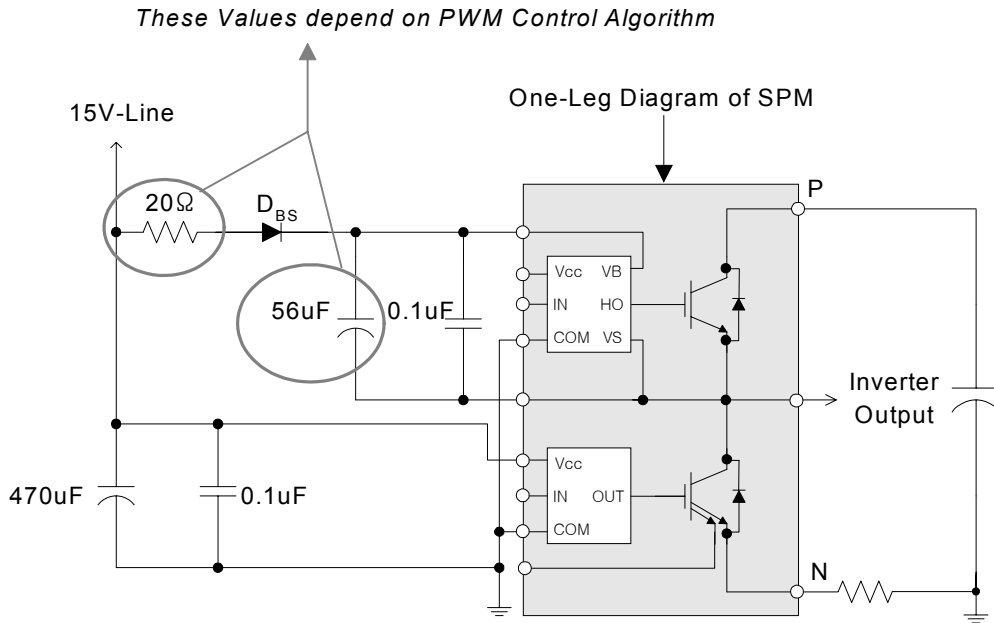 These Values depend on PWM Control Algorithm
One-Leg Diagram of SPM
15V-Line
P
20Ω
D_BS
Vcc VB
IN HO
COM VS
56uF
0.1uF
Inverter
Output
Vcc
IN OUT
COM
470uF
0.1uF
N